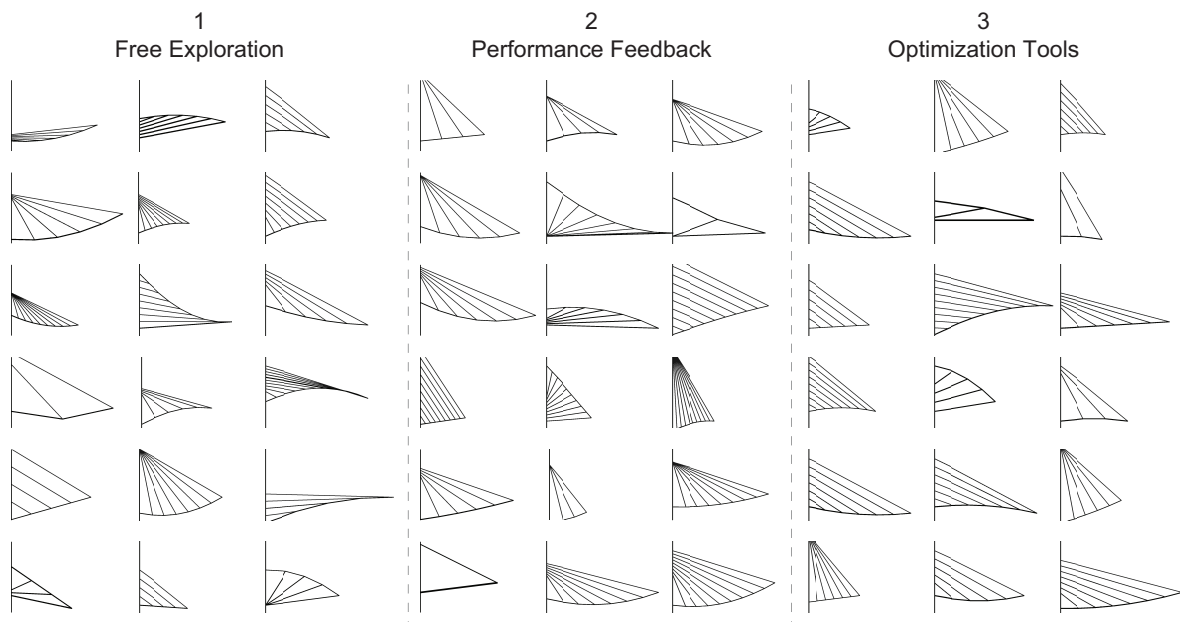 1
Free Exploration
2
Performance Feedback
3
Optimization Tools